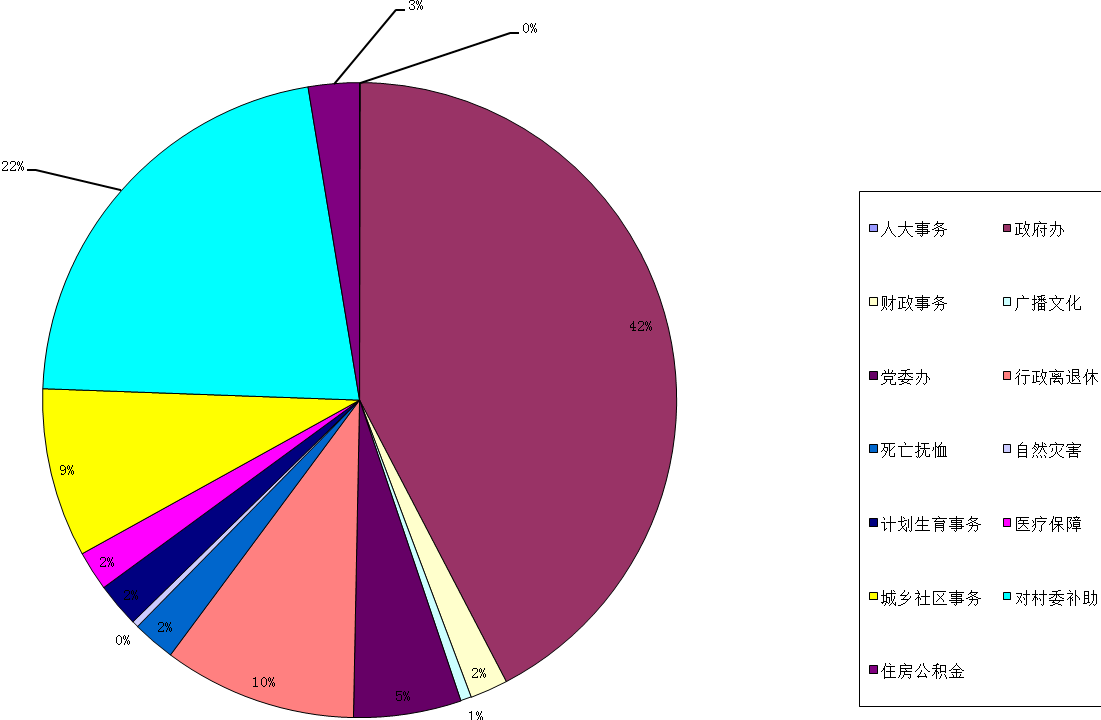 3%
0%
22%
42%
9%
2%
2%
0%
2%
10%
5%
2%
1%
人大事务 政府办
财政事务 广播文化
党委办 行政离退休
死亡抚恤 自然灾害
计划生育事务 医疗保障
城乡社区事务 对村委补助
住房公积金